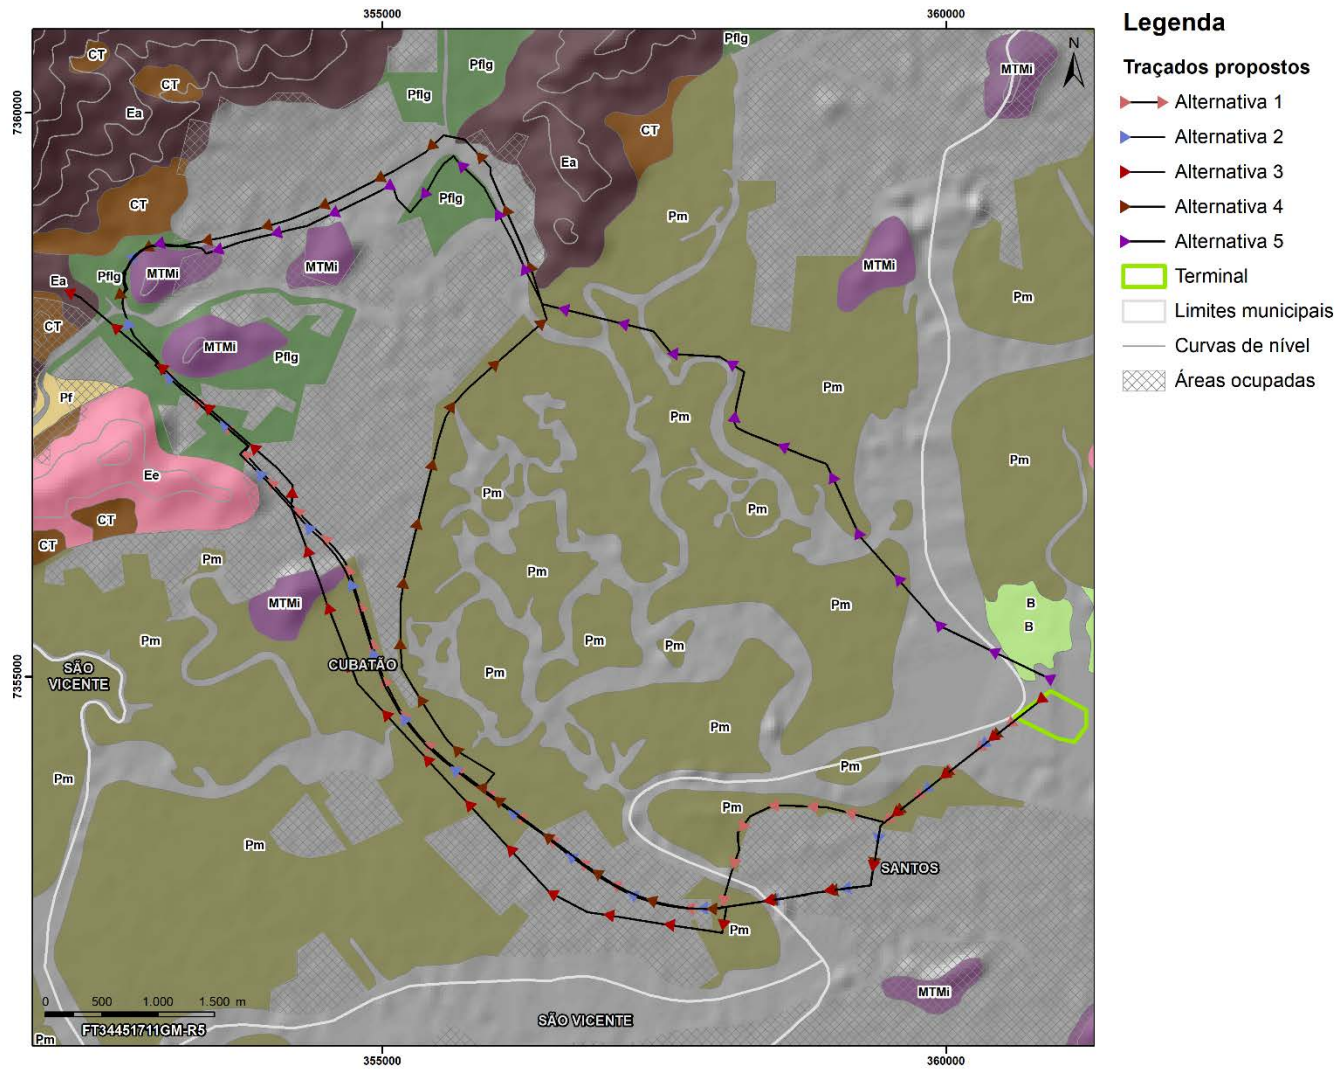 355000
360000
7360000
7355000
Legenda
Traçados propostos
Alternativa 1
Alternativa 2
Alternativa 3
Alternativa 4
Alternativa 5
Terminal
Limites municipais
Curvas de nível
Áreas ocupadas
N
CT
CT
Ea
Pflg
Pflg
Pflg
MTMi
CT
Ea
CT
Pflg
Pm
MTMi
MTMi
MTMi
Pflg
Ea
Pm
CT
MTMi
Pflg
Pm
Pm
Pf
Pm
Ee
Pm
Pm
CT
CT
Pm
Pm
MTMi
Pm
B
B
Pm
Pm
Pm
SÃO
VICENTE
CUBATÃO
Pm
Pm
Pm
Pm
Pm
Pm
SANTOS
Pm
MTMi
SÃO VICENTE
0 500 1.000 1.500 m
FT34451711GM-R5
Pm
355000
360000